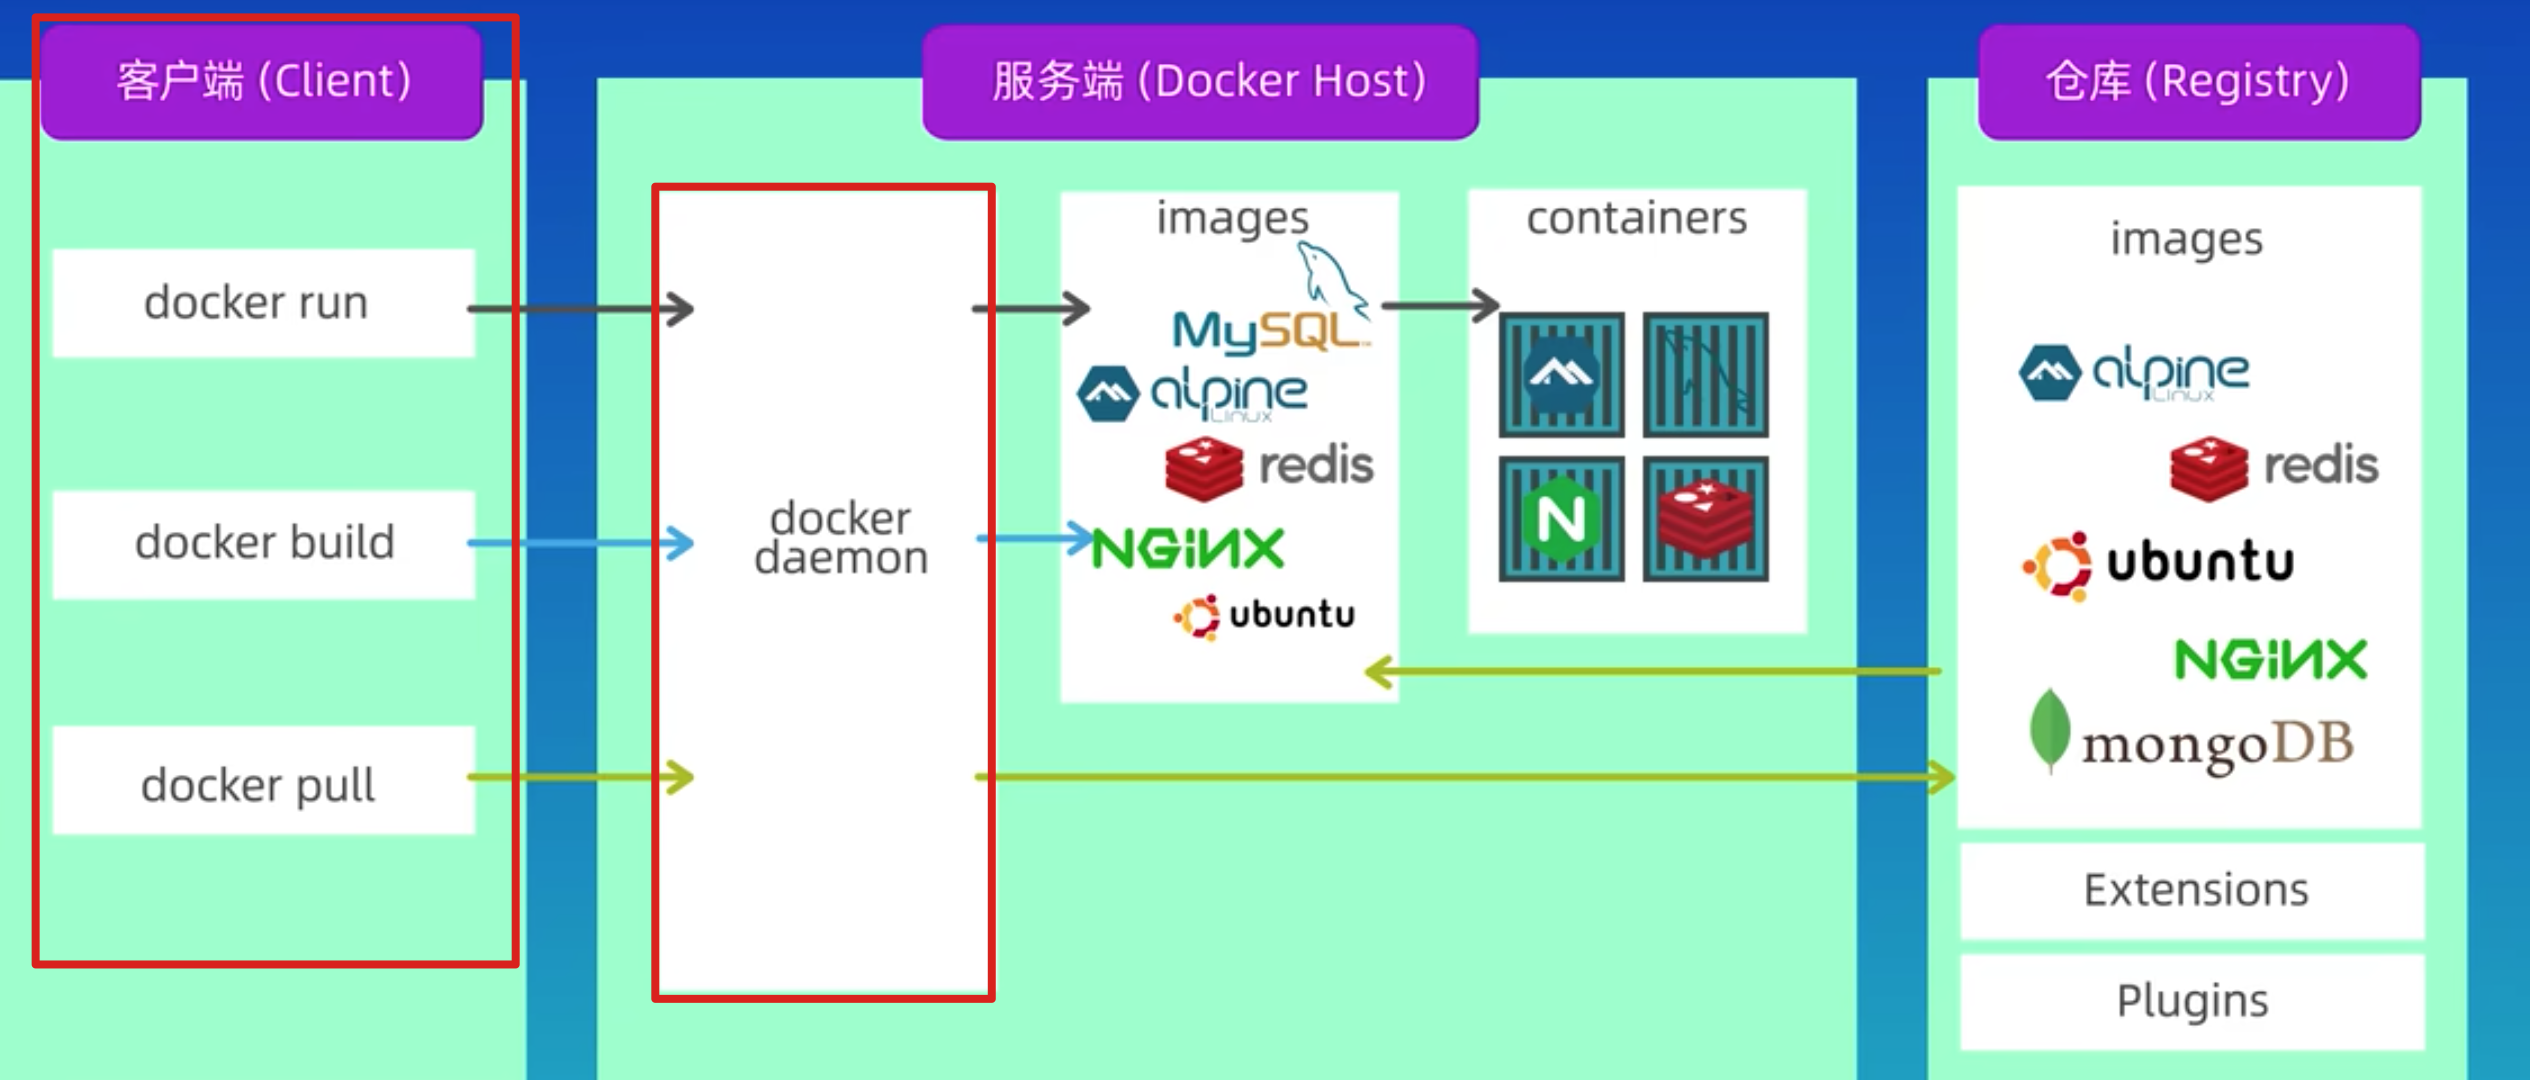 客户端 (Client)
docker run
docker build
docker pull
服务端 (Docker Host)
docker
daemon
images
MySQL
alpine
Linux
redis
NGiNX
ubuntu
containers
N
仓库 (Registry)
images
alpine
Linux
redis
ubuntu
NGiNX
mongoDB
Extensions
Plugins